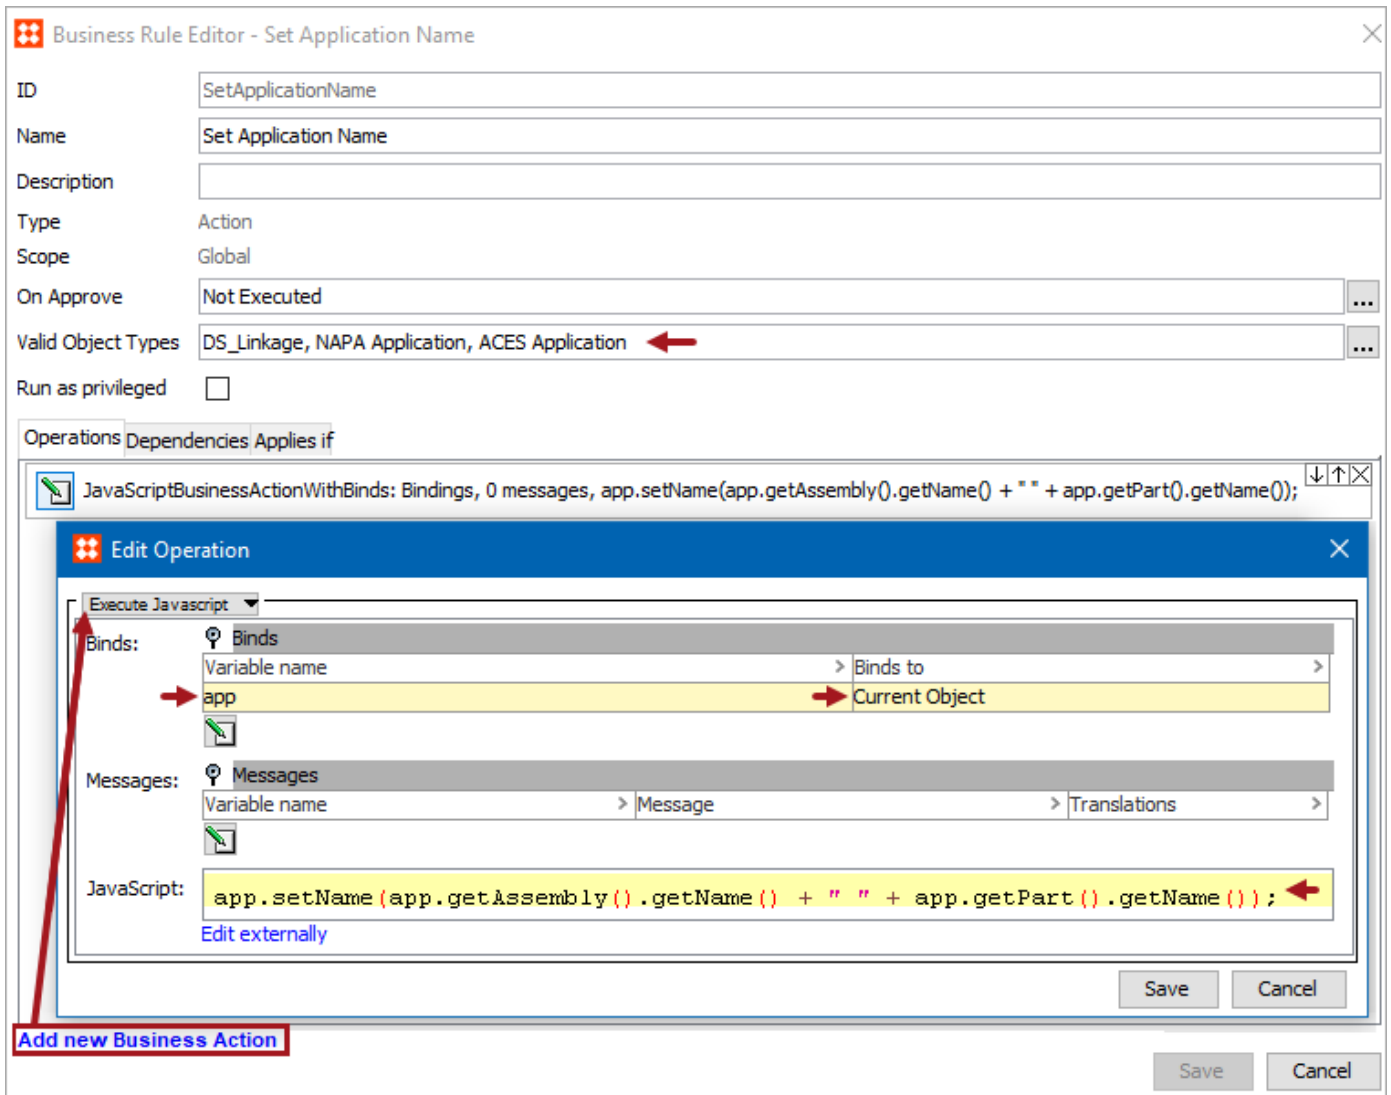 Business Rule Editor - Set Application Name
ID SetApplicationName
Name Set Application Name
Description
Type Action
Scope Global
On Approve Not Executed ...
Valid Object Types DS_Linkage, NAPA Application, ACES Application ...
Run as privileged
Operations Dependencies Applies if
JavaScriptBusinessActionWithBinds: Bindings, 0 messages, app.setName(app.getAssembly().getName() + " " + app.getPart().getName());
Edit Operation
Execute Javascript
Binds: Binds
Variable name > Binds to >
app Current Object
Messages: Messages
Variable name > Message > Translations >
JavaScript: app.setName(app.getAssembly().getName() + " " + app.getPart().getName());
Edit externally
Save Cancel
Add new Business Action
Save Cancel